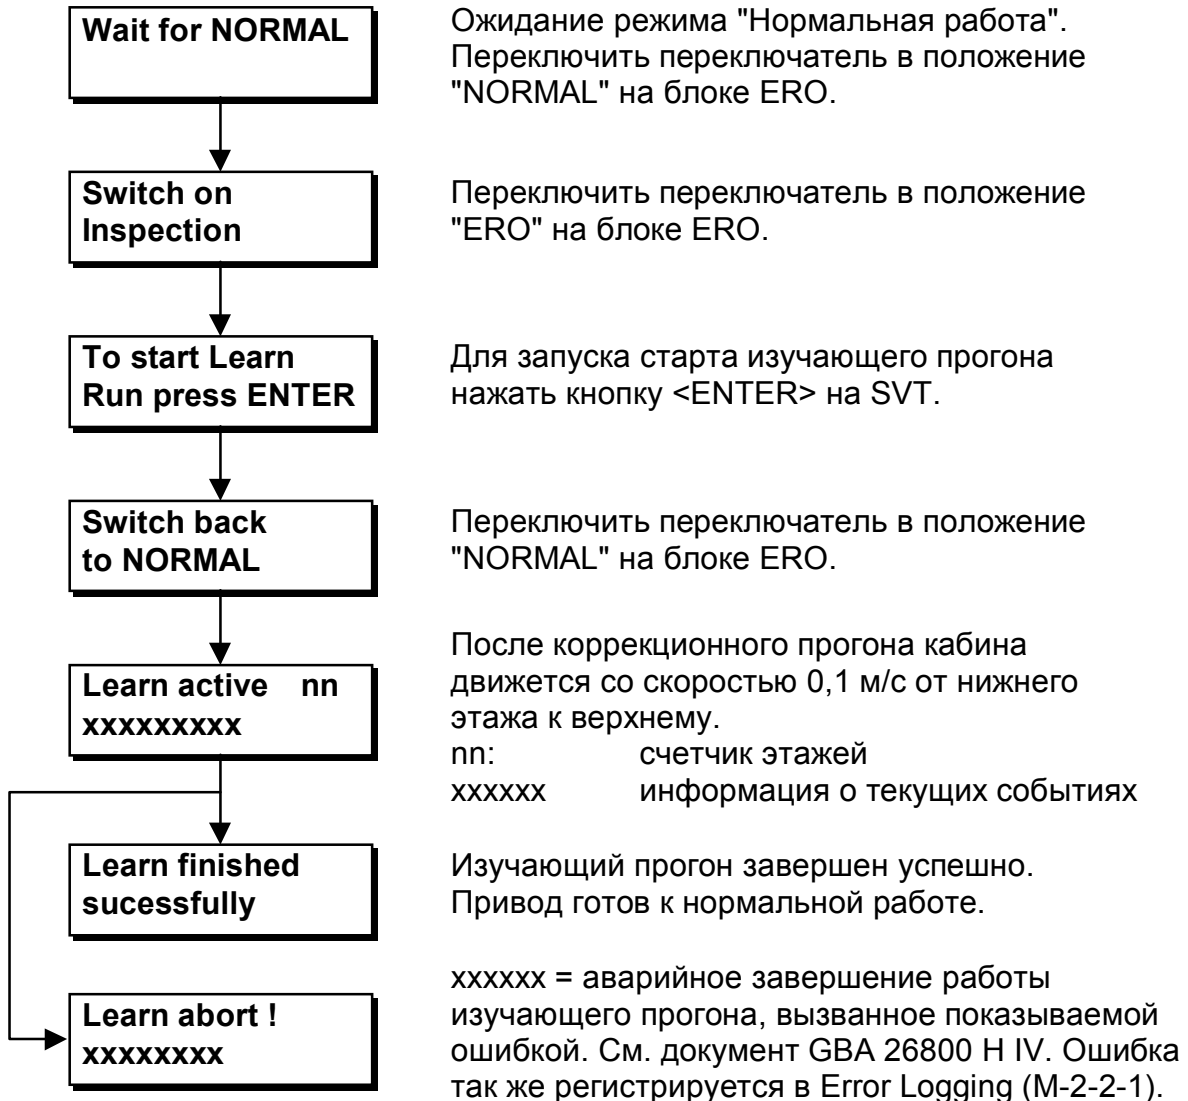 Wait for NORMAL
Ожидание режима "Нормальная работа".
Переключить переключатель в положение
"NORMAL" на блоке ERO.
Switch on
Inspection
Переключить переключатель в положение
"ERO" на блоке ERO.
To start Learn
Run press ENTER
Для запуска старта изучающего прогона
нажать кнопку <ENTER> на SVT.
Switch back
to NORMAL
Переключить переключатель в положение
"NORMAL" на блоке ERO.
Learn active nn
xxxxxxxxx
После коррекционного прогона кабина
движется со скоростью 0,1 м/с от нижнего
этажа к верхнему.
nn: счетчик этажей
xxxxxx информация о текущих событиях
Learn finished
sucessfully
Изучающий прогон завершен успешно.
Привод готов к нормальной работе.
Learn abort !
xxxxxxxx
xxxxxx = аварийное завершение работы
изучающего прогона, вызванное показываемой
ошибкой. См. документ GBA 26800 H IV. Ошибка
так же регистрируется в Error Logging (M-2-2-1).